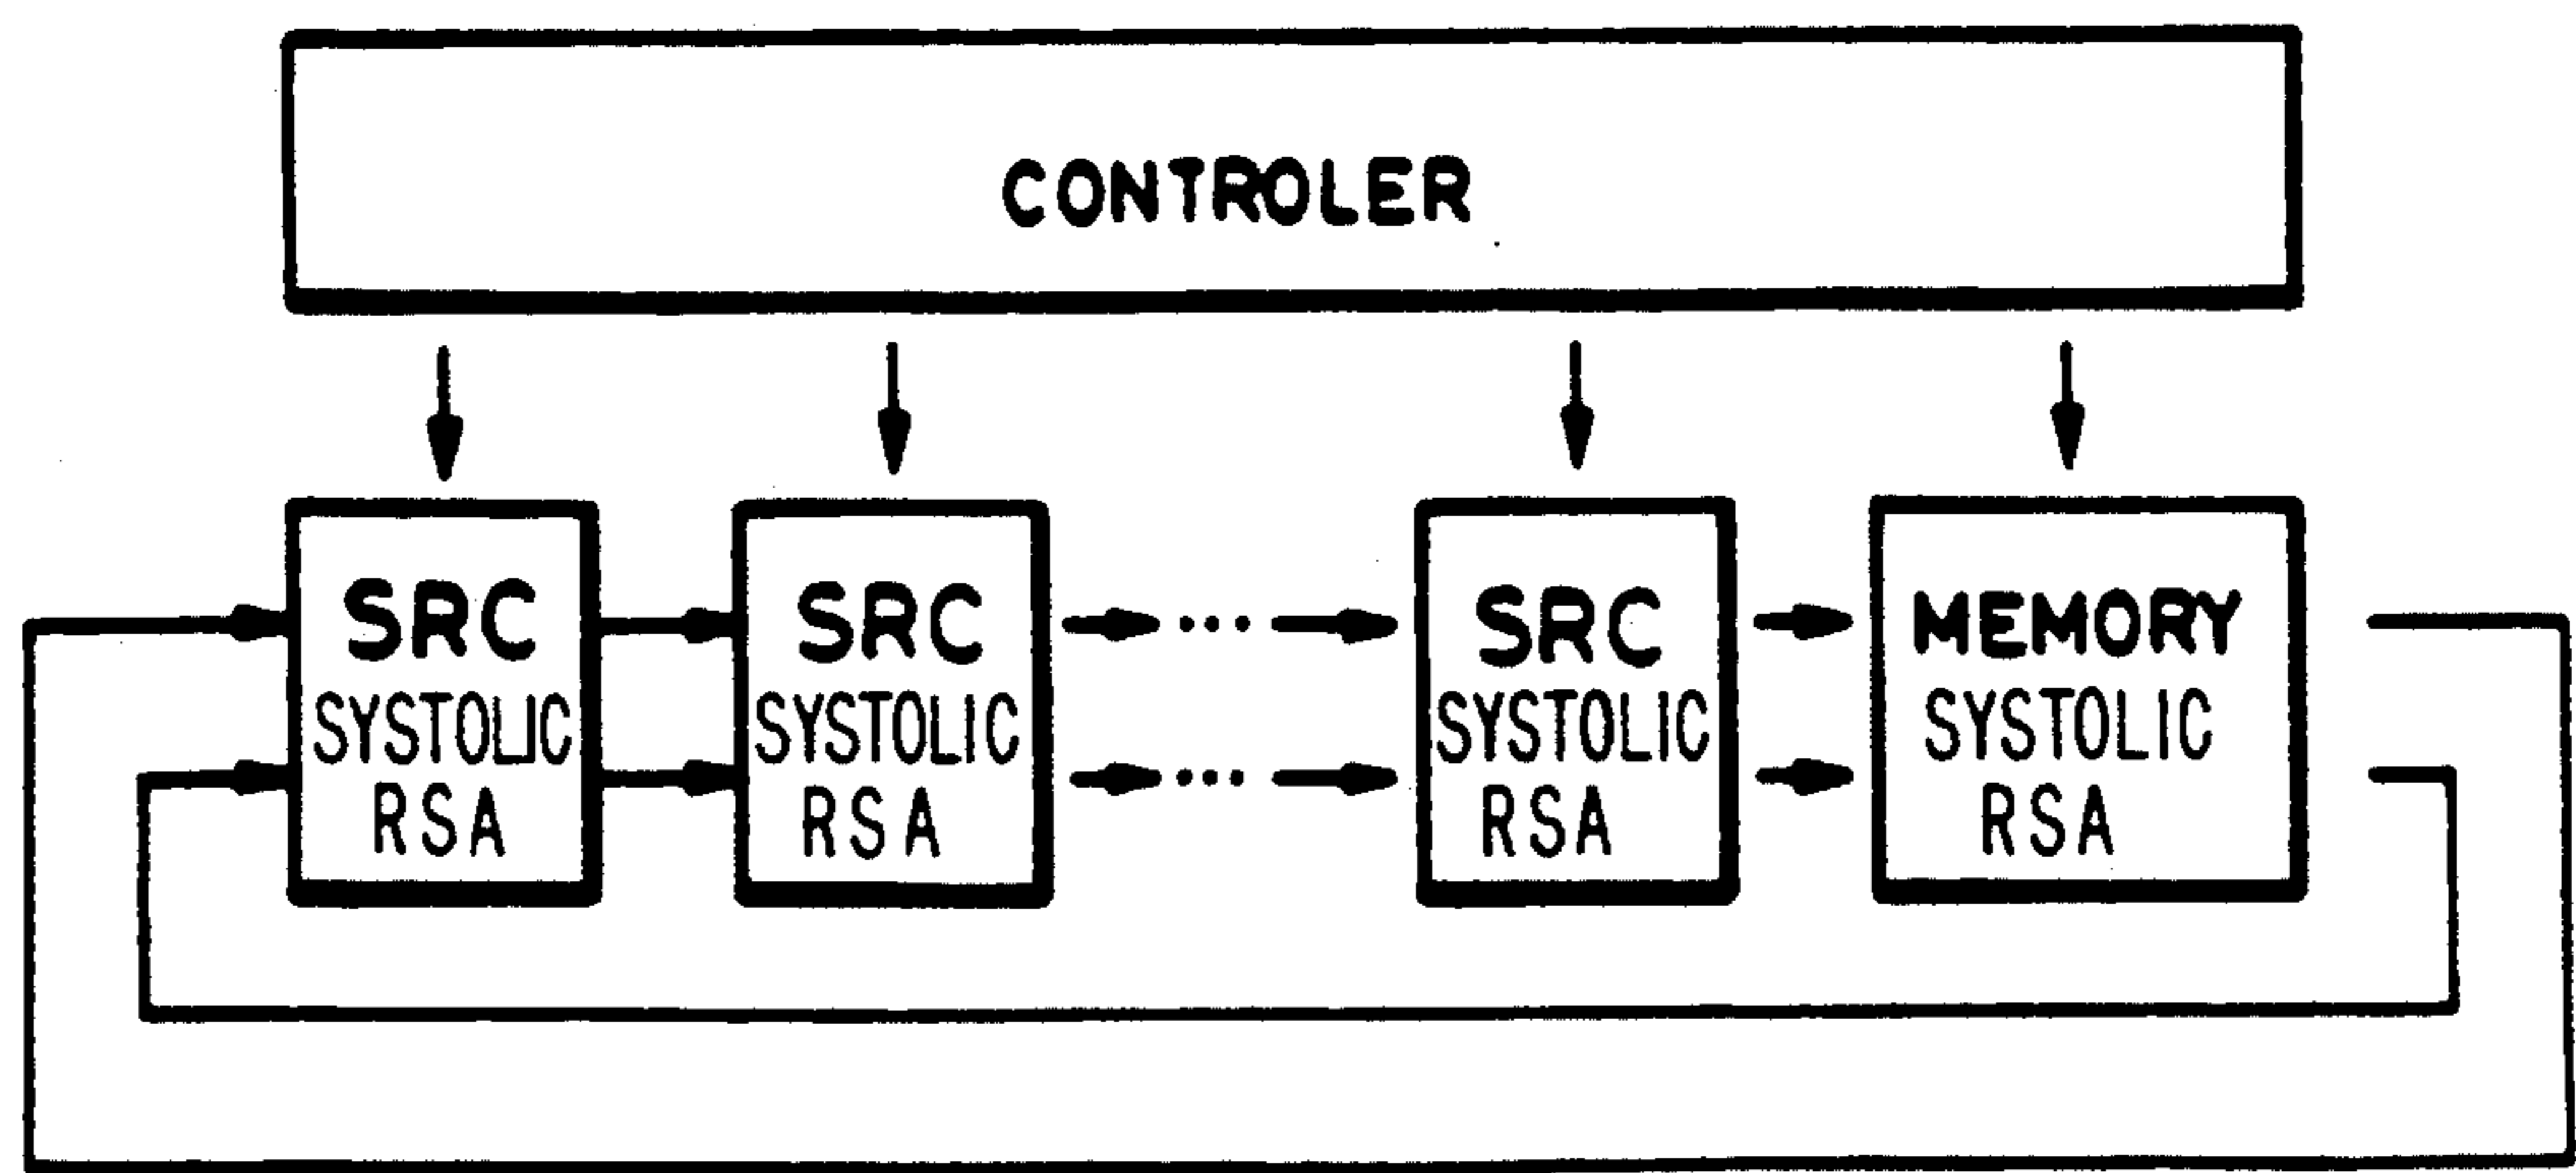 CONTROLER
SRC
SYSTOLIC
RSA
SRC
SYSTOLIC
RSA
...
...
SRC
SYSTOLIC
RSA
MEMORY
SYSTOLIC
RSA